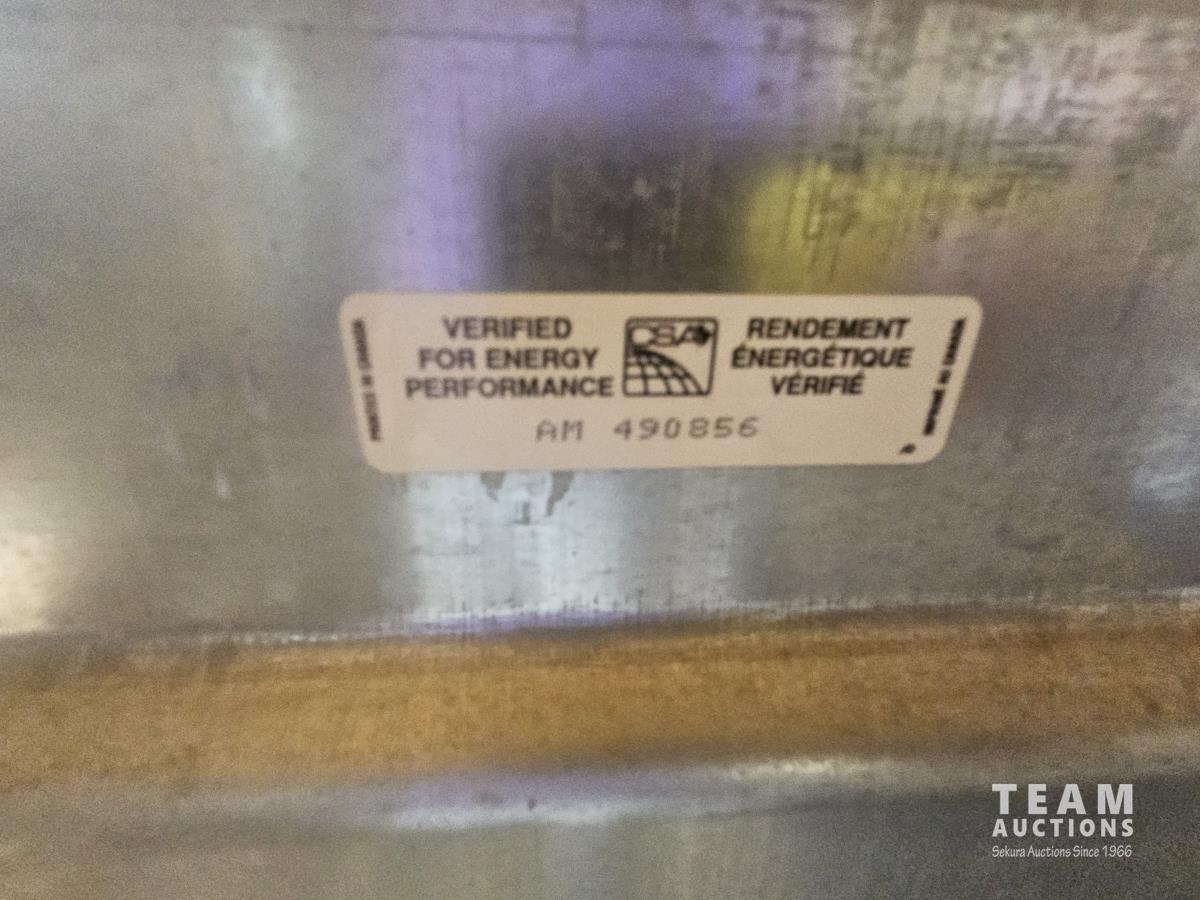 VERIFIED
FOR ENERGY
PERFORMANCE
CSA
RENDEMENT
ÉNERGÉTIQUE
VÉRIFIÉ
AM 490856
TEAM
AUCTIONS
Sekura Auctions Since 1966